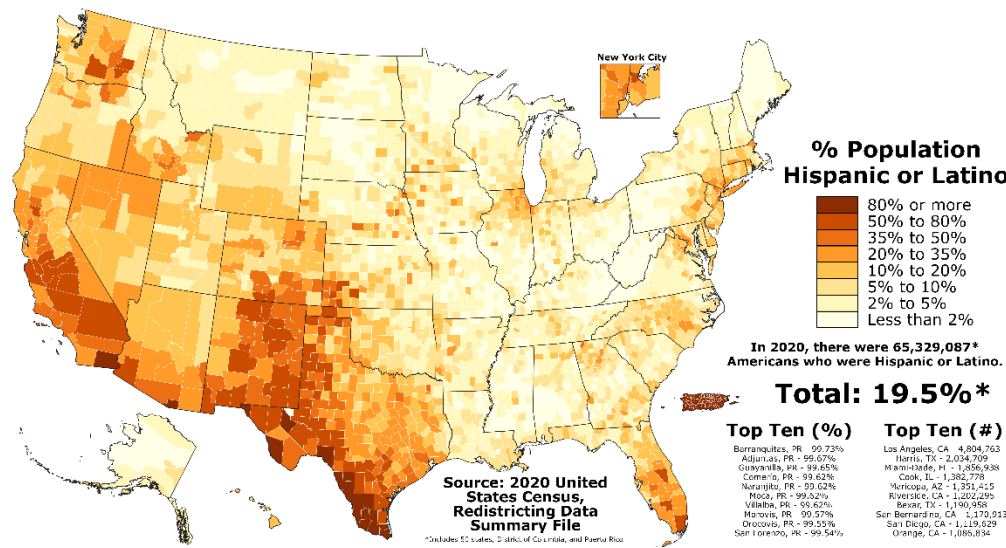 New York City
% Population
Hispanic or Latino
80% or more
50% to 80%
35% to 50%
20% to 35%
10% to 20%
5% to 10%
2% to 5%
Less than 2%
In 2020, there were 65,329,087*
Americans who were Hispanic or Latino.
Total: 19.5%*
Top Ten (%)
Barranquitas, PR - 99.73%
Adjuntas, PR - 99.67%
Guayanilla, PR - 99.65%
Comerío, PR - 99.62%
Naranjito, PR - 99.62%
Moca, PR - 99.62%
Villalba, PR - 99.62%
Morovis, PR - 99.57%
Orocovis, PR - 99.55%
San Lorenzo, PR - 99.54%
Top Ten (#)
Los Angeles, CA 4,804,763
Harris, TX - 2,034,709
Miami-Dade, FL - 1,856,938
Cook, IL - 1,382,778
Maricopa, AZ - 1,351,415
Riverside, CA - 1,202,295
Bexar, TX - 1,190,958
San Bernardino, CA - 1,170,913
San Diego, CA - 1,119,629
Orange, CA - 1,086,834
Source: 2020 United
States Census,
Redistricting Data
Summary File
*Includes 50 states, District of Columbia, and Puerto Rico